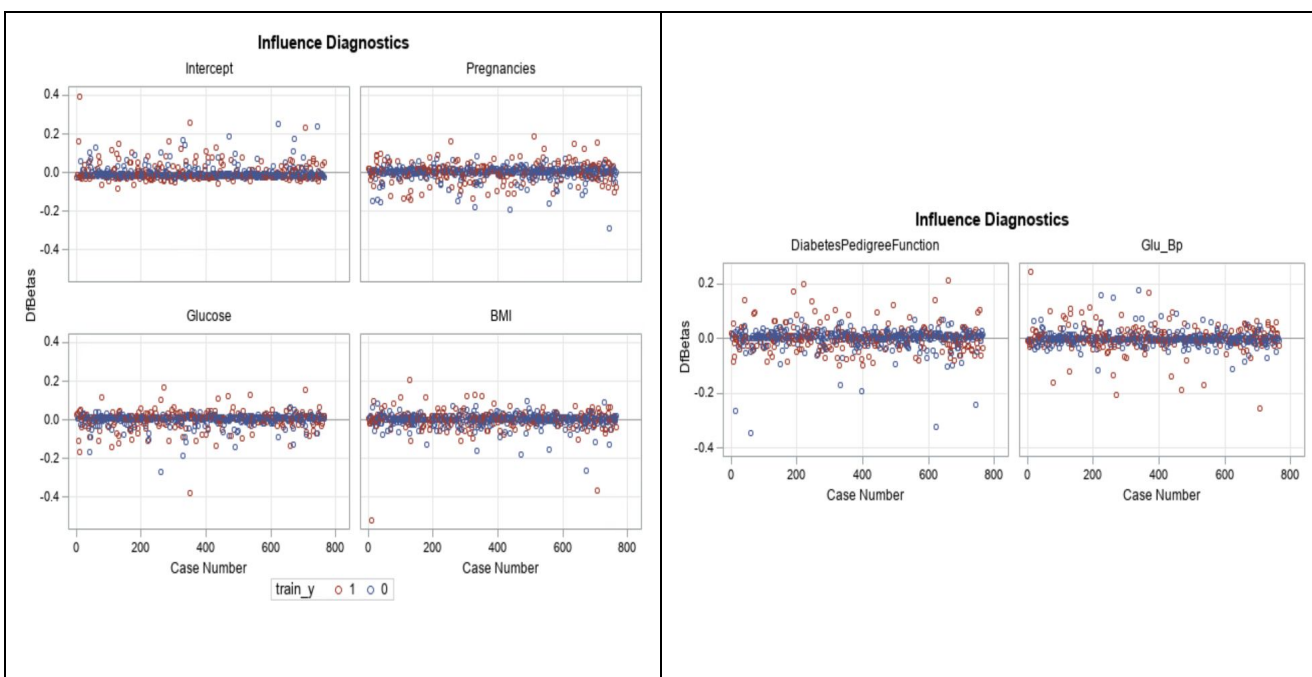 Influence Diagnostics
Intercept
Pregnancies
0.4
0.2
0.0
-0.2
-0.4
DfBetas
Glucose
BMI
0.4
0.2
0.0
-0.2
-0.4
0 200 400 600 800
0 200 400 600 800
Case Number
Case Number
train_y 1 0
Influence Diagnostics
DiabetesPedigreeFunction
Glu_Bp
0.2
0.0
-0.2
-0.4
DfBetas
0 200 400 600 800
0 200 400 600 800
Case Number
Case Number